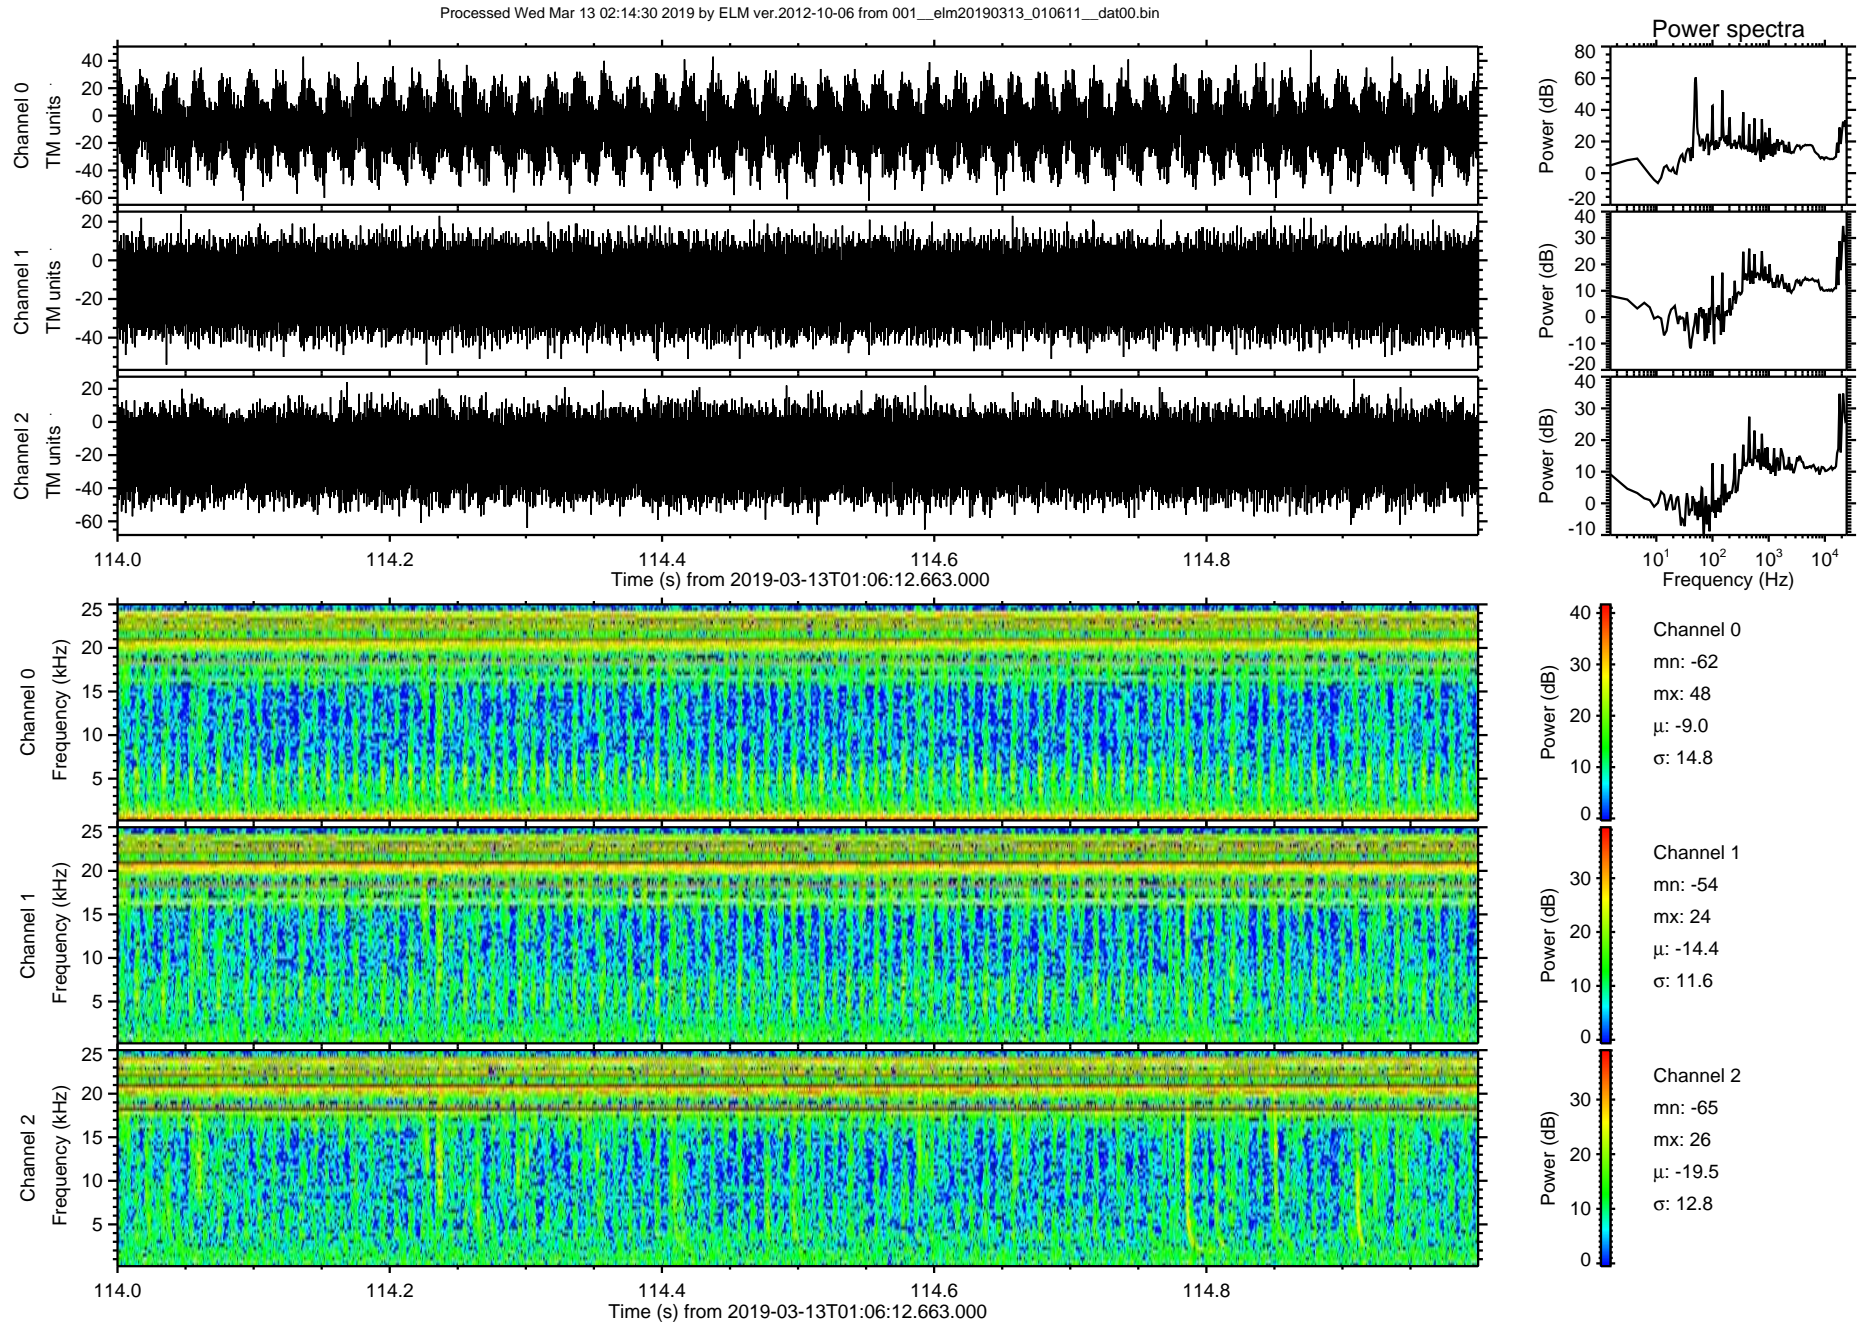 Processed Wed Mar 13 02:14:30 2019 by ELM ver.2012-10-06 from 001__elm20190313_010611__dat00.bin
Power spectra
Channel 0
TM units
40
20
0
-20
-40
-60
Power (dB)
80
60
40
20
0
-20
Channel 1
TM units
20
0
-20
-40
Power (dB)
40
30
20
10
0
-10
-20
Channel 2
TM units
20
0
-20
-40
-60
Power (dB)
40
30
20
10
0
-10
114.0 114.2 114.4 114.6 114.8
Time (s) from 2019-03-13T01:06:12.663.000
10^1 10^2 10^3 10^4
Frequency (Hz)
Channel 0
Frequency (kHz)
25
20
15
10
5
Power (dB)
40
30
20
10
0
Channel 0
mn: -62
mx: 48
µ: -9.0
σ: 14.8
Channel 1
Frequency (kHz)
25
20
15
10
5
Power (dB)
30
20
10
0
Channel 1
mn: -54
mx: 24
µ: -14.4
σ: 11.6
Channel 2
Frequency (kHz)
25
20
15
10
5
Power (dB)
30
20
10
0
Channel 2
mn: -65
mx: 26
µ: -19.5
σ: 12.8
114.0 114.2 114.4 114.6 114.8
Time (s) from 2019-03-13T01:06:12.663.000